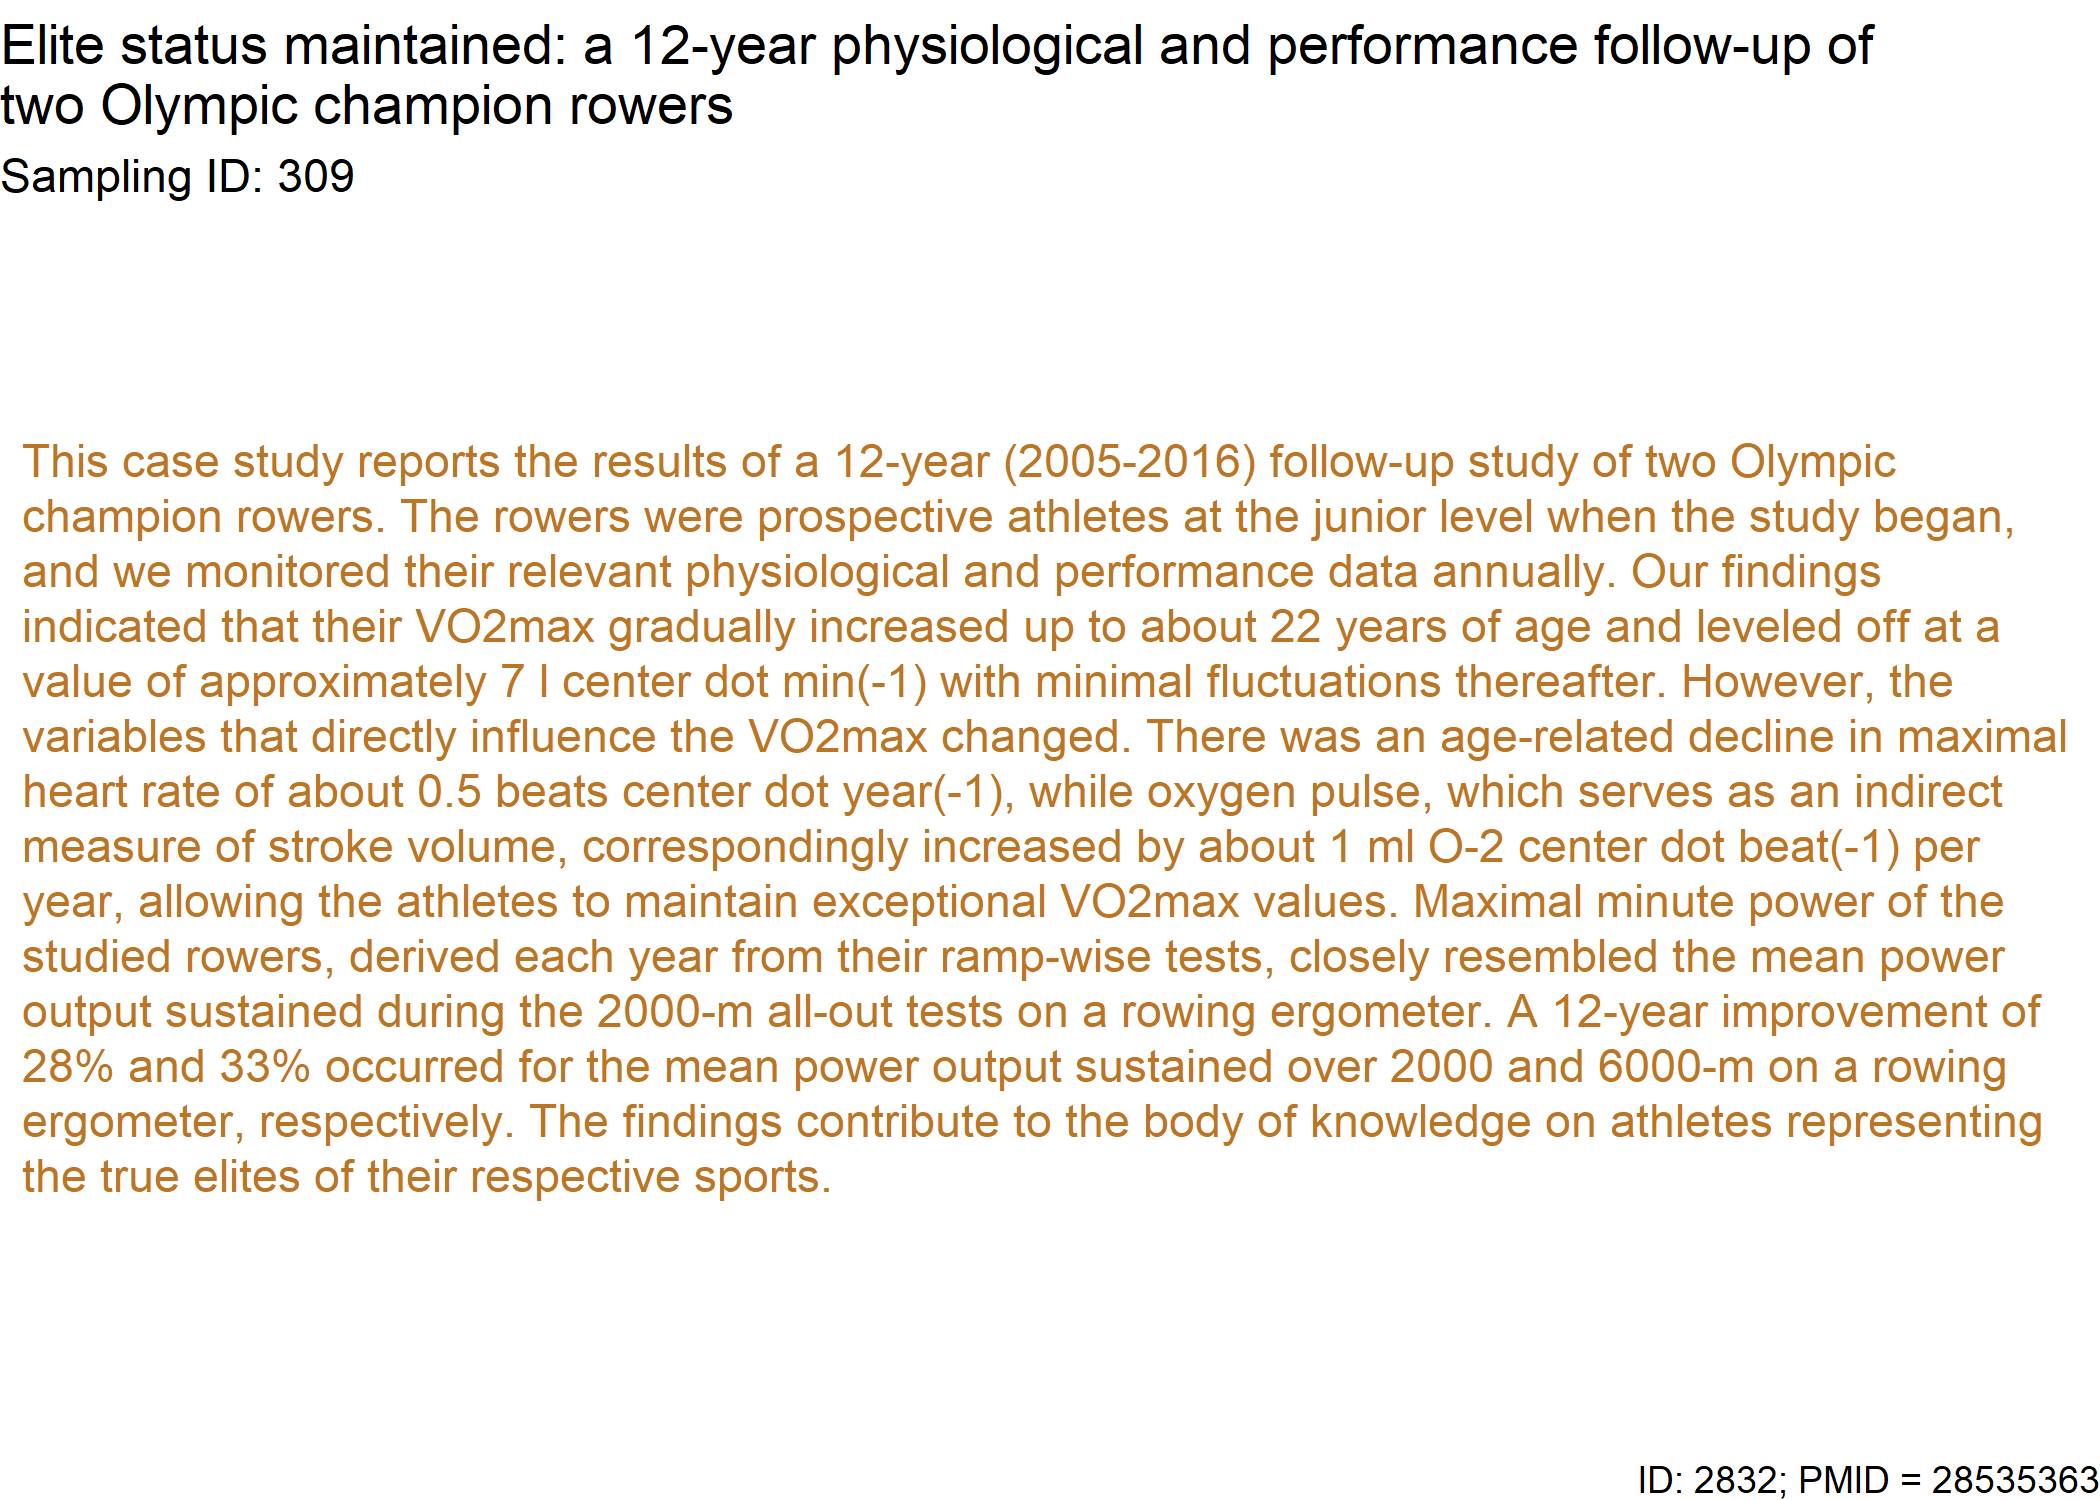 Elite status maintained: a 12-year physiological and performance follow-up of
two Olympic champion rowers
Sampling ID: 309
This case study reports the results of a 12-year (2005-2016) follow-up study of two Olympic
champion rowers. The rowers were prospective athletes at the junior level when the study began,
and we monitored their relevant physiological and performance data annually. Our findings
indicated that their VO2max gradually increased up to about 22 years of age and leveled off at a
value of approximately 7 l center dot min(-1) with minimal fluctuations thereafter. However, the
variables that directly influence the VO2max changed. There was an age-related decline in maximal
heart rate of about 0.5 beats center dot year(-1), while oxygen pulse, which serves as an indirect
measure of stroke volume, correspondingly increased by about 1 ml O-2 center dot beat(-1) per
year, allowing the athletes to maintain exceptional VO2max values. Maximal minute power of the
studied rowers, derived each year from their ramp-wise tests, closely resembled the mean power
output sustained during the 2000-m all-out tests on a rowing ergometer. A 12-year improvement of
28% and 33% occurred for the mean power output sustained over 2000 and 6000-m on a rowing
ergometer, respectively. The findings contribute to the body of knowledge on athletes representing
the true elites of their respective sports.
ID: 2832; PMID = 28535363